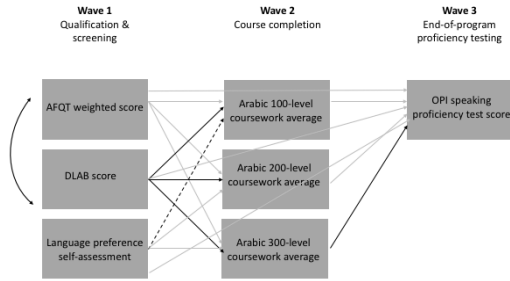 Wave 1
Qualification &
screening
Wave 2
Course completion
Wave 3
End-of-program
proficiency testing
AFQT weighted score
Arabic 100-level
coursework average
OPI speaking
proficiency test score
DLAB score
Arabic 200-level
coursework average
Language preference
self-assessment
Arabic 300-level
coursework average